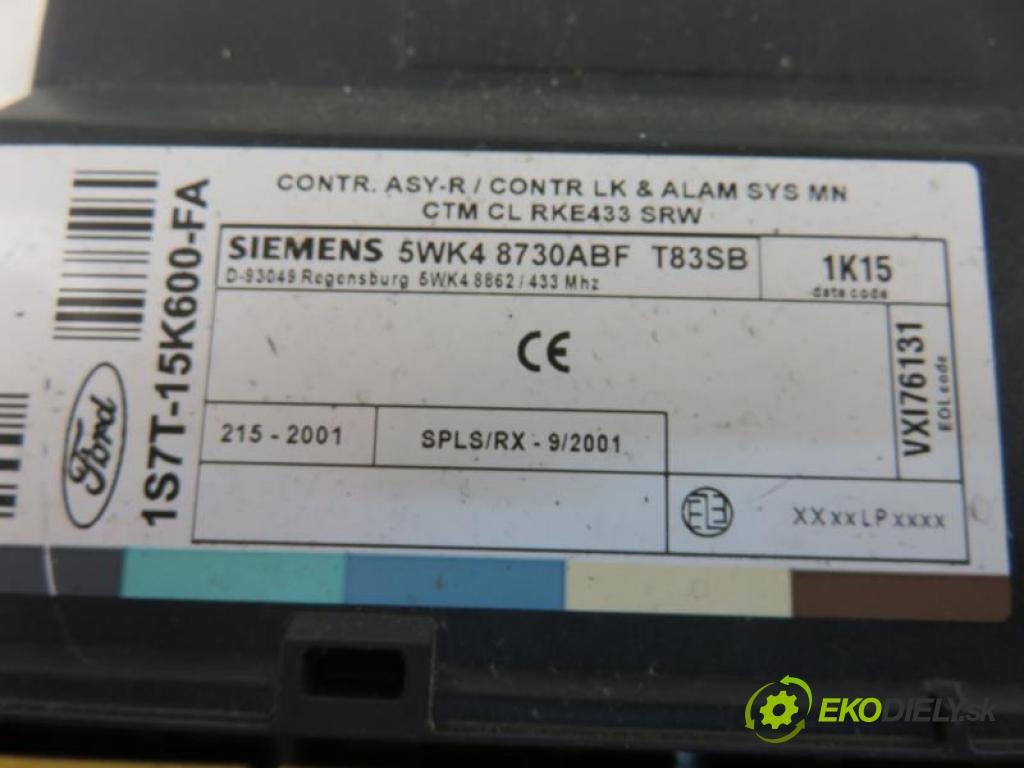 CONTR. ASY-R / CONTR LK & ALAM SYS MN
CTM CL RKE433 SRW
SIEMENS 5WK4 8730ABF T83SB
D-93049 Regensburg 5WK4 8862 / 433 Mhz
1K15
date code
CE
VXI76131
EOL code
215 - 2001
SPLS/RX - 9/2001
XXxxLPxxxx
Ford
1S7T-15K600-FA
EKODIELY.sk